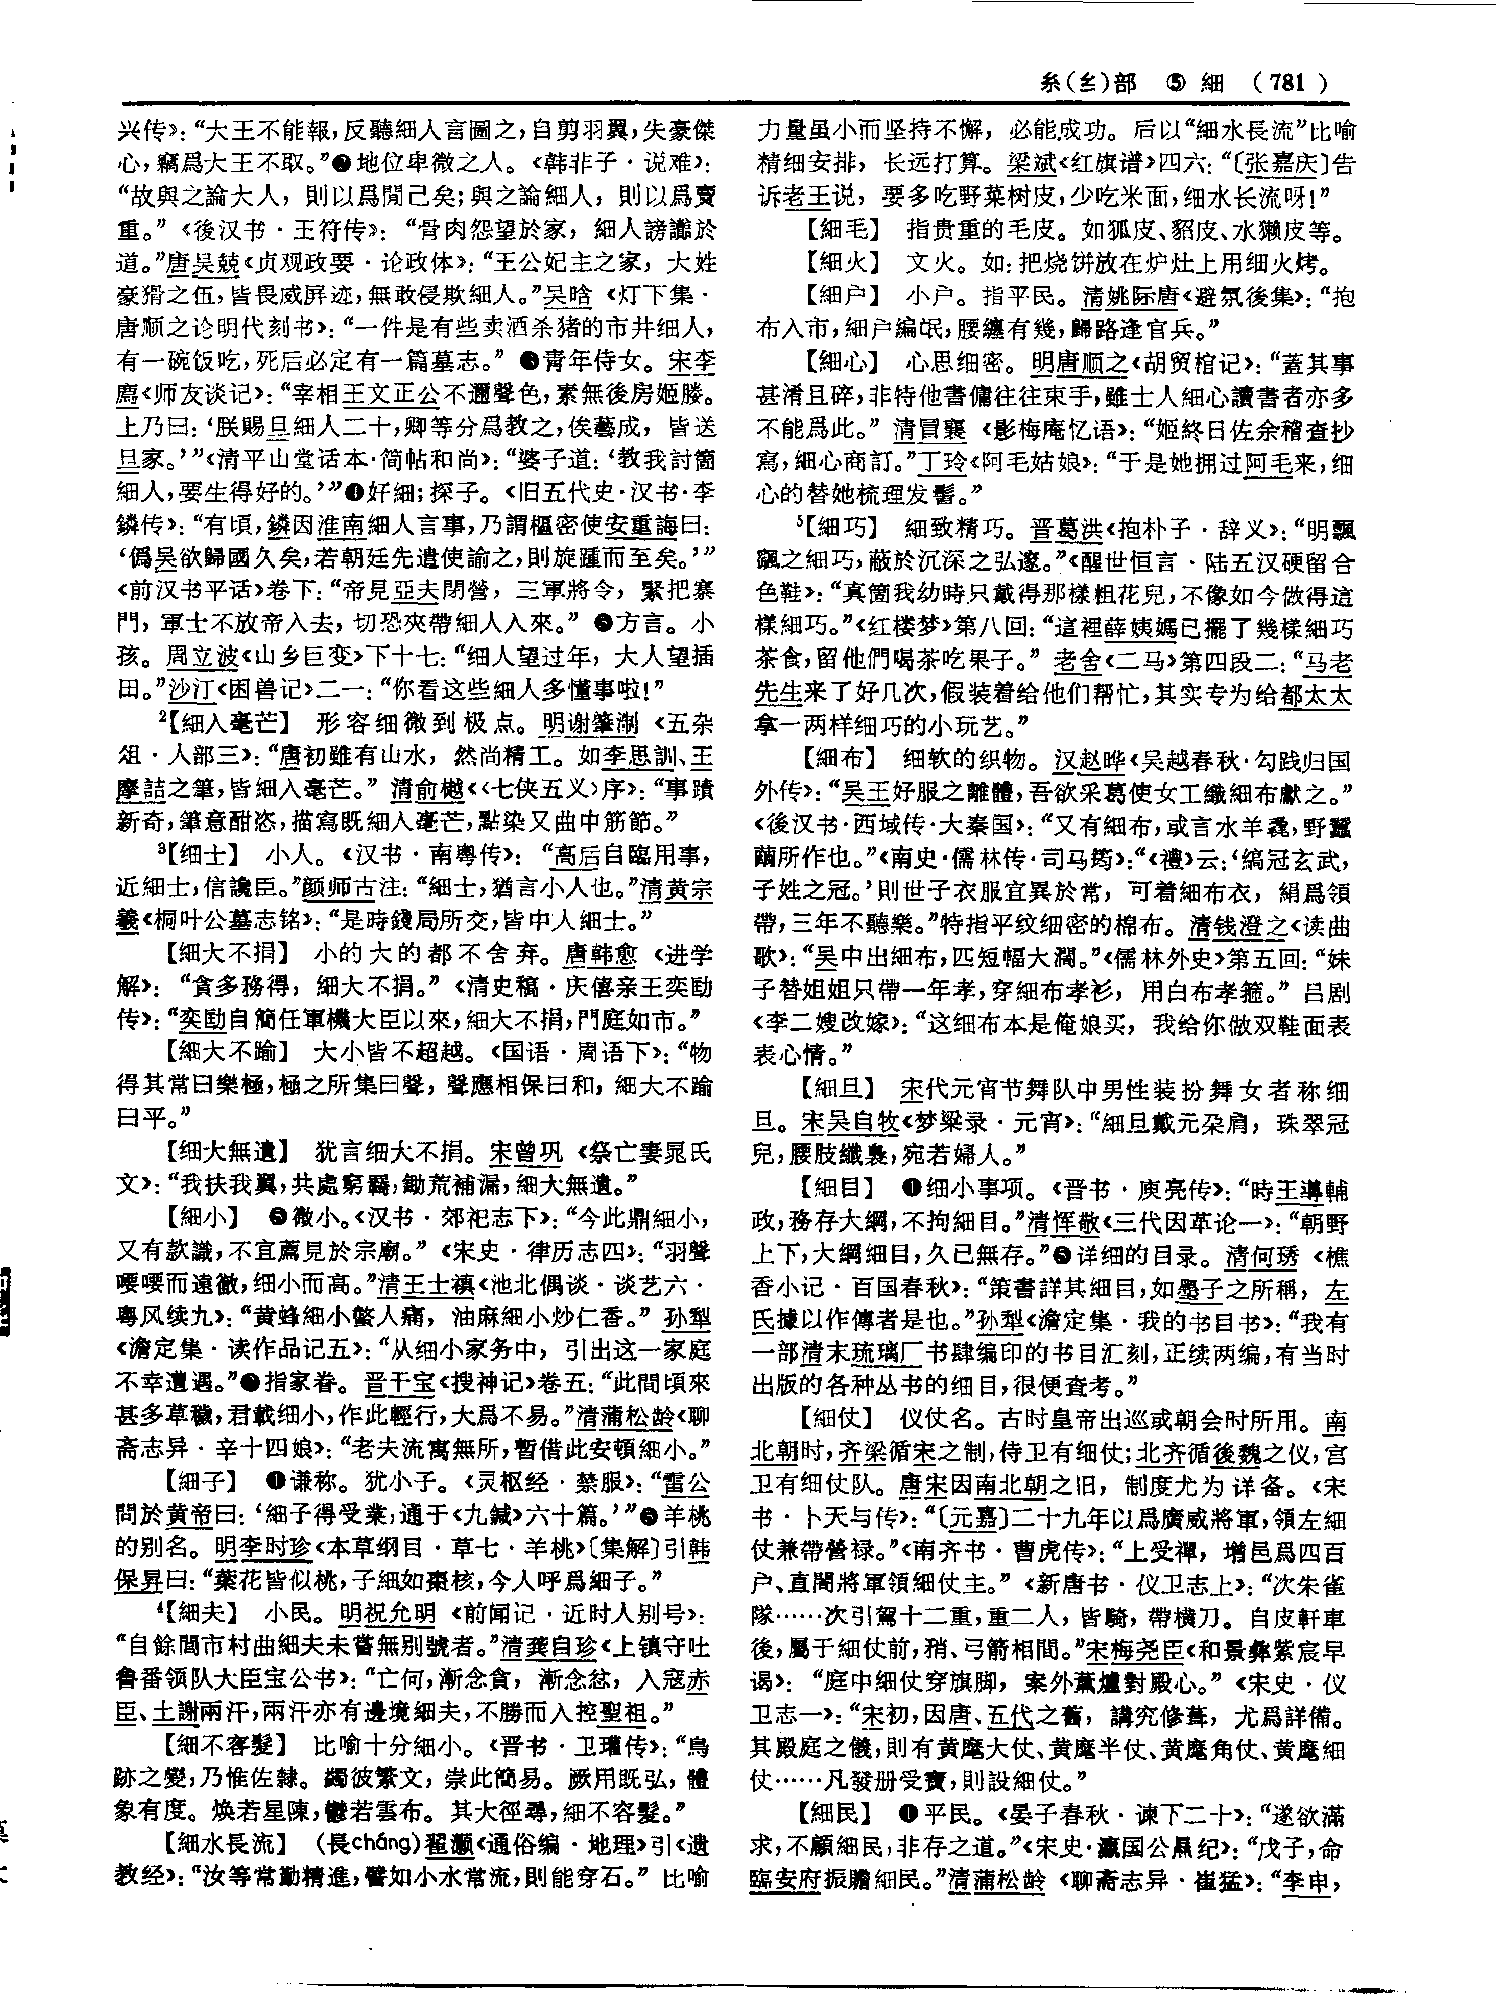 糸(糹)部 ⑤ 細 （781）
兴传》：“大王不能報，反聽細人言圖之，自剪羽翼，失豪傑
心，竊爲大王不取。”❷地位卑微之人。《韩非子·说难》：
“故與之論大人，則以爲閒己矣；與之論細人，則以爲賣
重。”《後汉书·王符传》：“骨肉怨望於家，細人謗讟於
道。”唐吴兢《贞观政要·论政体》：“王公妃主之家，大姓
豪猾之伍，皆畏威屏迹，無敢侵欺細人。”吴晗《灯下集·
唐顺之论明代刻书》：“一件是有些卖酒杀猪的市井细人，
有一碗饭吃，死后必定有一篇墓志。”❸青年侍女。宋李
廌《师友谈记》：“宰相王文正公不邇聲色，素無後房姬媵。
上乃曰：‘朕賜旦細人二十，卿等分爲教之，俟藝成，皆送
旦家。’”《清平山堂话本·简帖和尚》：“婆子道：‘教我討箇
細人，要生得好的。’”❹奸細；探子。《旧五代史·汉书·李
鏻传》：“有頃，鏻因淮南細人言事，乃謂樞密使安重誨曰：
‘僞吴欲歸國久矣，若朝廷先遣使諭之，則旋踵而至矣。’”
《前汉书平话》卷下：“帝見亞夫閉營，三軍將令，緊把寨
門，軍士不放帝入去，切恐夾帶細人入來。”❺方言。小
孩。周立波《山乡巨变》下十七：“细人望过年，大人望插
田。”沙汀《困兽记》二一：“你看这些细人多懂事啦！”
²【細入毫芒】 形容细微到极点。明谢肇淛《五杂
俎·人部三》：“唐初雖有山水，然尚精工。如李思訓、王
摩詰之筆，皆細入毫芒。”清俞樾《〈七侠五义〉序》：“事蹟
新奇，筆意酣恣，描寫既細入毫芒，點染又曲中筋節。”
³【細士】 小人。《汉书·南粤传》：“高后自臨用事，
近細士，信讒臣。”颜师古注：“細士，猶言小人也。”清黄宗
羲《桐叶公墓志铭》：“是時錢局所交，皆中人細士。”
【細大不捐】 小的大的都不舍弃。唐韩愈《进学
解》：“貪多務得，細大不捐。”《清史稿·庆僖亲王奕劻
传》：“奕劻自簡任軍機大臣以來，細大不捐，門庭如市。”
【細大不踰】 大小皆不超越。《国语·周语下》：“物
得其常曰樂極，極之所集曰聲，聲應相保曰和，細大不踰
曰平。”
【細大無遺】 犹言细大不捐。宋曾巩《祭亡妻晁氏
文》：“我扶我翼，共處窮羇，鋤荒補漏，細大無遺。”
【細小】 ❶微小。《汉书·郊祀志下》：“今此鼎細小，
又有款識，不宜薦見於宗廟。”《宋史·律历志四》：“羽聲
嘤嘤而遠徹，细小而高。”清王士禛《池北偶谈·谈艺六·
粤风续九》：“黄蜂細小螫人痛，油麻細小炒仁香。”孙犁
《澹定集·读作品记五》：“从细小家务中，引出这一家庭
不幸遭遇。”❷指家眷。晋干宝《搜神记》卷五：“此間頃來
甚多草穢，君載细小，作此輕行，大爲不易。”清蒲松龄《聊
斋志异·辛十四娘》：“老夫流寓無所，暫借此安頓細小。”
【細子】 ❶谦称。犹小子。《灵枢经·禁服》：“雷公
問於黄帝曰：‘細子得受業，通于《九鍼》六十篇。’”❷羊桃
的别名。明李时珍《本草纲目·草七·羊桃》〔集解〕引韩
保昇曰：“葉花皆似桃，子細如棗核，今人呼爲細子。”
⁴【細夫】 小民。明祝允明《前闻记·近时人别号》：
“自餘閭市村曲細夫未嘗無別號者。”清龚自珍《上镇守吐
鲁番领队大臣宝公书》：“亡何，漸念貪，漸念忿，入寇赤
臣、土謝兩汗，兩汗亦有邊境細夫，不勝而入控聖祖。”
【細不容髮】 比喻十分细小。《晋书·卫瓘传》：“鳥
跡之變，乃惟佐隸。蠲彼繁文，崇此簡易。厥用既弘，體
象有度。焕若星陳，鬱若雲布。其大徑尋，細不容髮。”
【細水長流】 （長cháng）翟灏《通俗编·地理》引《遗
教经》：“汝等常勤精進，譬如小水常流，則能穿石。”比喻
力量虽小而坚持不懈，必能成功。后以“細水長流”比喻
精细安排，长远打算。梁斌《红旗谱》四六：“〔张嘉庆〕告
诉老王说，要多吃野菜树皮，少吃米面，细水长流呀！”
【細毛】 指贵重的毛皮。如狐皮、貂皮、水獭皮等。
【細火】 文火。如：把烧饼放在炉灶上用细火烤。
【細户】 小户。指平民。清姚际唐《避氛後集》：“抱
布入市，細户編氓，腰纏有幾，歸路逢官兵。”
【細心】 心思细密。明唐顺之《胡贸棺记》：“蓋其事
甚淆且碎，非特他書傭往往束手，雖士人細心讀書者亦多
不能爲此。”清冒襄《影梅庵忆语》：“姬終日佐余稽查抄
寫，細心商訂。”丁玲《阿毛姑娘》：“于是她拥过阿毛来，细
心的替她梳理发髻。”
⁵【細巧】 细致精巧。晋葛洪《抱朴子·辞义》：“明飄
飖之细巧，蔽於沉深之弘邃。”《醒世恒言·陆五汉硬留合
色鞋》：“真箇我幼時只戴得那樣粗花兒，不像如今做得這
樣細巧。”《红楼梦》第八回：“這裡薛姨媽已擺了幾樣細巧
茶食，留他們喝茶吃果子。”老舍《二马》第四段二：“马老
先生来了好几次，假装着给他们帮忙，其实专为给都太太
拿一两样细巧的小玩艺。”
【細布】 细软的织物。汉赵晔《吴越春秋·勾践归国
外传》：“吴王好服之離體，吾欲采葛使女工織細布獻之。”
《後汉书·西域传·大秦国》：“又有細布，或言水羊毳，野蠶
繭所作也。”《南史·儒林传·司马筠》：“《禮》云：‘縞冠玄武，
子姓之冠。’則世子衣服宜異於常，可着細布衣，絹爲領
帶，三年不聽樂。”特指平纹细密的棉布。清钱澄之《读曲
歌》：“吴中出細布，匹短幅大濶。”《儒林外史》第五回：“妹
子替姐姐只帶一年孝，穿細布孝衫，用白布孝箍。”吕剧
《李二嫂改嫁》：“这细布本是俺娘买，我给你做双鞋面表
表心情。”
【細旦】 宋代元宵节舞队中男性装扮舞女者称细
旦。宋吴自牧《梦粱录·元宵》：“細旦戴元朵肩，珠翠冠
兒，腰肢纖裊，宛若婦人。”
【細目】 ❶细小事项。《晋书·庾亮传》：“時王導輔
政，務存大綱，不拘細目。”清恽敬《三代因革论一》：“朝野
上下，大綱細目，久已無存。”❷详细的目录。清何琇《樵
香小记·百国春秋》：“策書詳其細目，如墨子之所稱，左
氏據以作傳者是也。”孙犁《澹定集·我的书目书》：“我有
一部清末琉璃厂书肆编印的书目汇刻，正续两编，有当时
出版的各种丛书的细目，很便查考。”
【細仗】 仪仗名。古时皇帝出巡或朝会时所用。南
北朝时，齐梁循宋之制，侍卫有细仗；北齐循後魏之仪，宫
卫有细仗队。唐宋因南北朝之旧，制度尤为详备。《宋
书·卜天与传》：“〔元嘉〕二十九年以爲廣威將軍，領左細
仗兼帶營禄。”《南齐书·曹虎传》：“上受禪，增邑爲四百
户、直閤將軍領細仗主。”《新唐书·仪卫志上》：“次朱雀
隊……次引駕十二重，重二人，皆騎，帶横刀。自皮軒車
後，屬于細仗前，矟、弓箭相間。”宋梅尧臣《和景彝紫宸早
谒》：“庭中細仗穿旗脚，案外薰爐對殿心。”《宋史·仪
卫志一》：“宋初，因唐、五代之舊，講究修葺，尤爲詳備。
其殿庭之儀，則有黄麾大仗、黄麾半仗、黄麾角仗、黄麾細
仗……凡發册受寶，則設細仗。”
【細民】 ❶平民。《晏子春秋·谏下二十》：“遂欲滿
求，不顧細民，非存之道。”《宋史·瀛国公㬎纪》：“戊子，命
臨安府振贍細民。”清蒲松龄《聊斋志异·崔猛》：“李申，